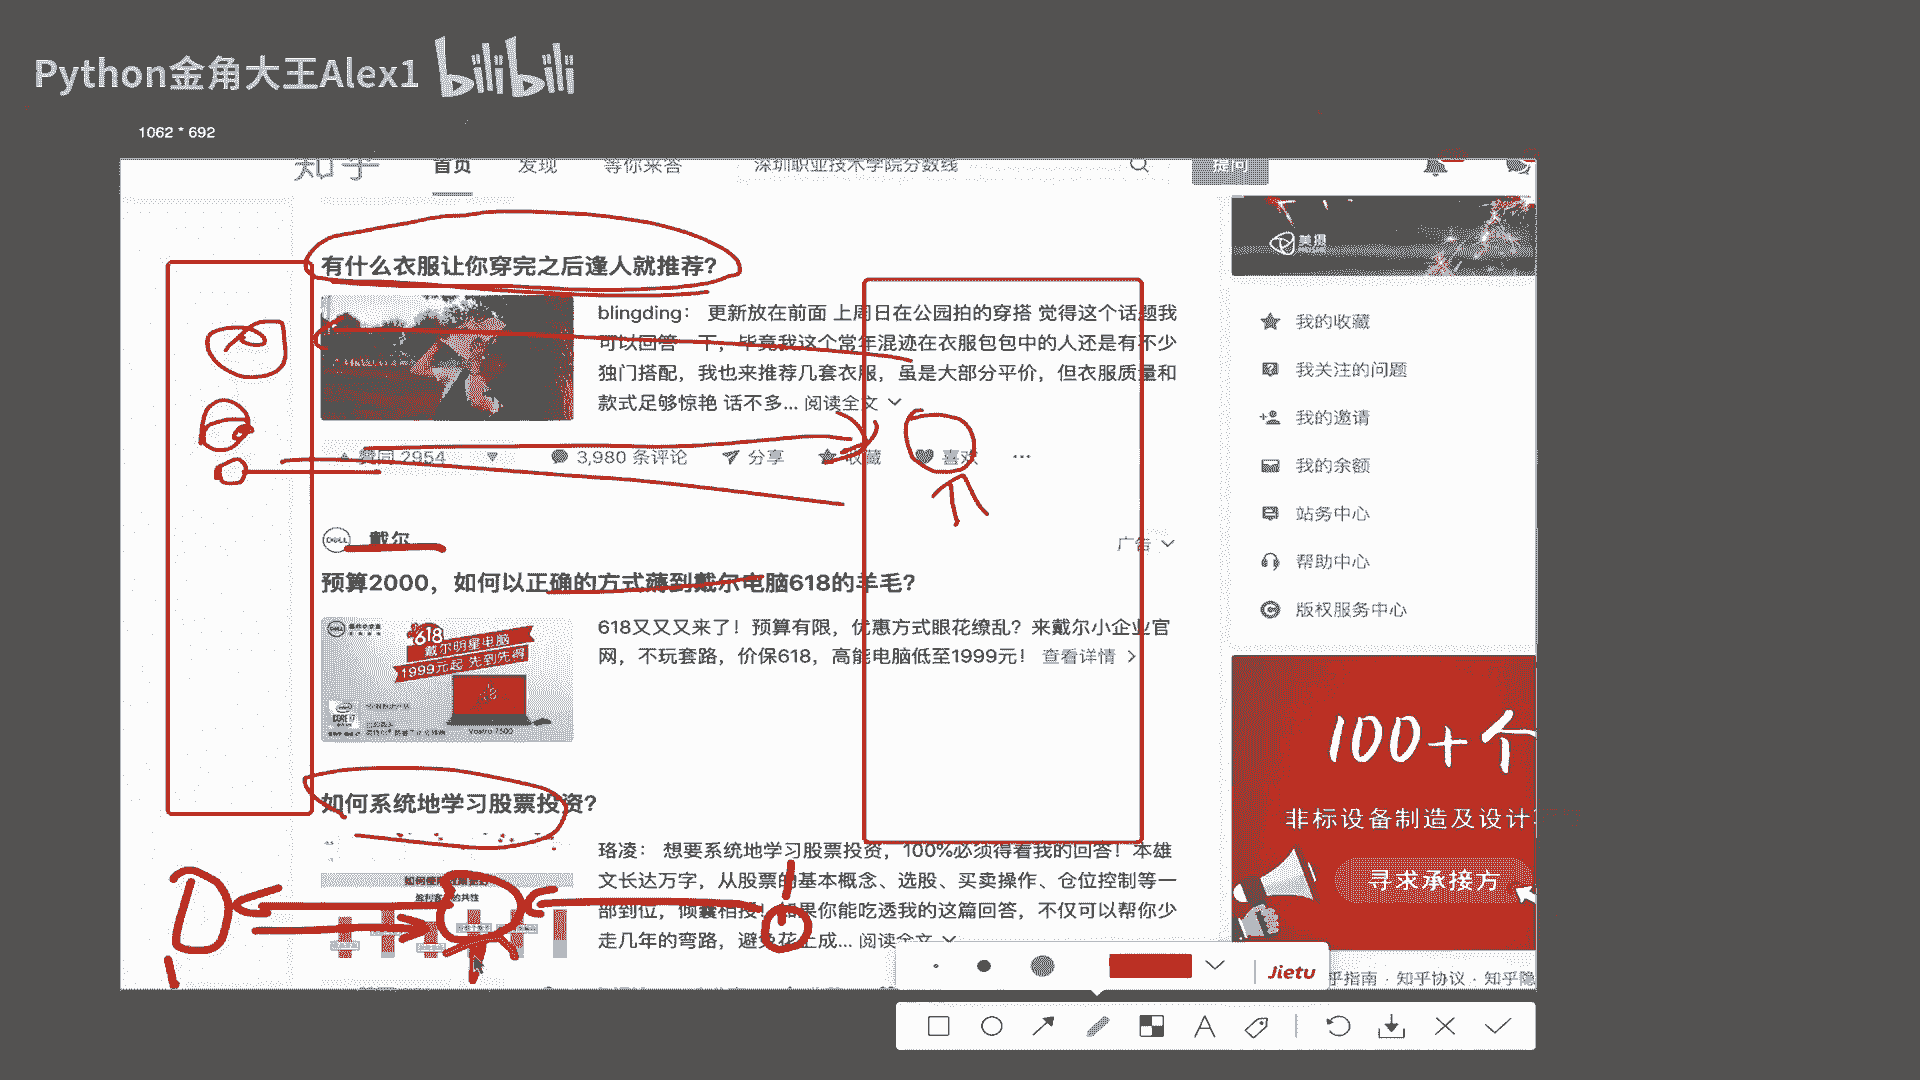 Python金角大王Alex1 bilibili
1062 * 692
知乎 首页 发现 等你来答 深圳职业技术学院分数线 提问
有什么衣服让你穿完之后逢人就推荐?
blingding： 更新放在前面 上周日在公园拍的穿搭 觉得这个话题我
可以回答一下，毕竟我这个常年混迹在衣服包包中的人还是有不少
独门搭配，我也来推荐几套衣服，虽是大部分平价，但衣服质量和
款式足够惊艳 话不多... 阅读全文
赞同 2954 3,980 条评论 分享 收藏 喜欢 ···
DELL 戴尔 广告
预算2000，如何以正确的方式薅到戴尔电脑618的羊毛?
618
戴尔明星电脑
1999元起 先到先得
Vostro 7500
618又又又来了！预算有限，优惠方式眼花缭乱？来戴尔小企业官
网，不玩套路，价保618，高能电脑低至1999元！ 查看详情
如何系统地学习股票投资?
珞凌： 想要系统地学习股票投资，100%必须得看我的回答！本雄
文长达万字，从股票的基本概念、选股、买卖操作、仓位控制等一
部到位，倾囊相授！如果你能吃透我的这篇回答，不仅可以帮你少
走几年的弯路，避免花上成... 阅读全文
美摄
我的收藏
我关注的问题
我的邀请
我的余额
站务中心
帮助中心
版权服务中心
100+个
非标设备制造及设计
寻求承接方
乎指南 · 知乎协议 · 知乎隐
Jietu